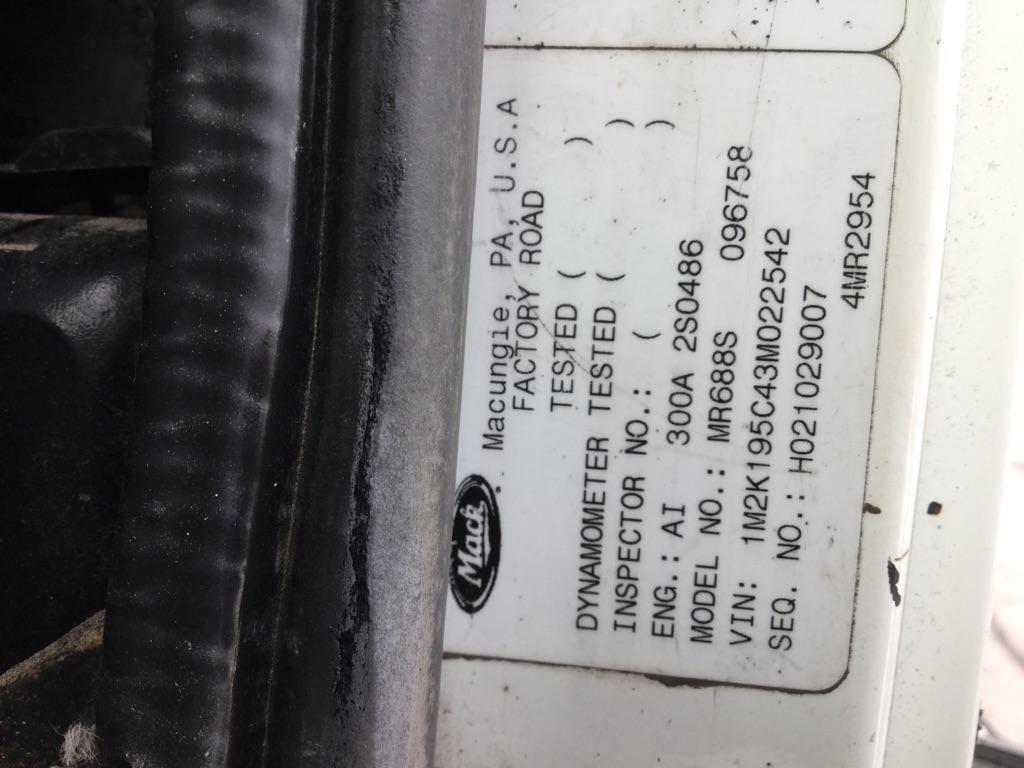 Mack
Macungie, PA, U.S.A
FACTORY ROAD
TESTED ( )
DYNAMOMETER TESTED ( )
INSPECTOR NO.: ( )
ENG.: AI 300A 2S0486
MODEL NO.: MR688S 096758
VIN: 1M2K195C43M022542
SEQ. NO.: H021029007
4MR2954